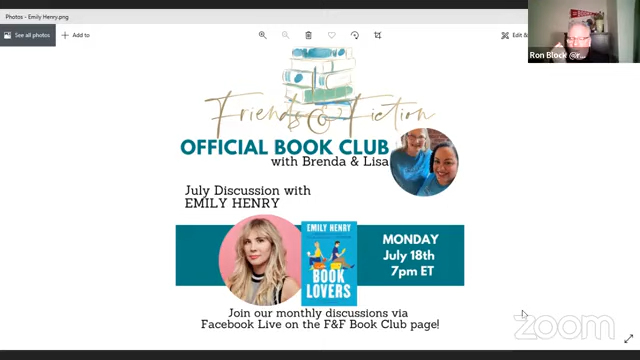 Photos - Emily Henry.png
See all photos
Add to
Edit &
Ron Block
Friends & Fiction
OFFICIAL BOOK CLUB
with Brenda & Lisa
July Discussion with
EMILY HENRY
EMILY HENRY
BOOK
LOVERS
MONDAY
July 18th
7pm ET
Join our monthly discussions via
Facebook Live on the F&F Book Club page!
zoom